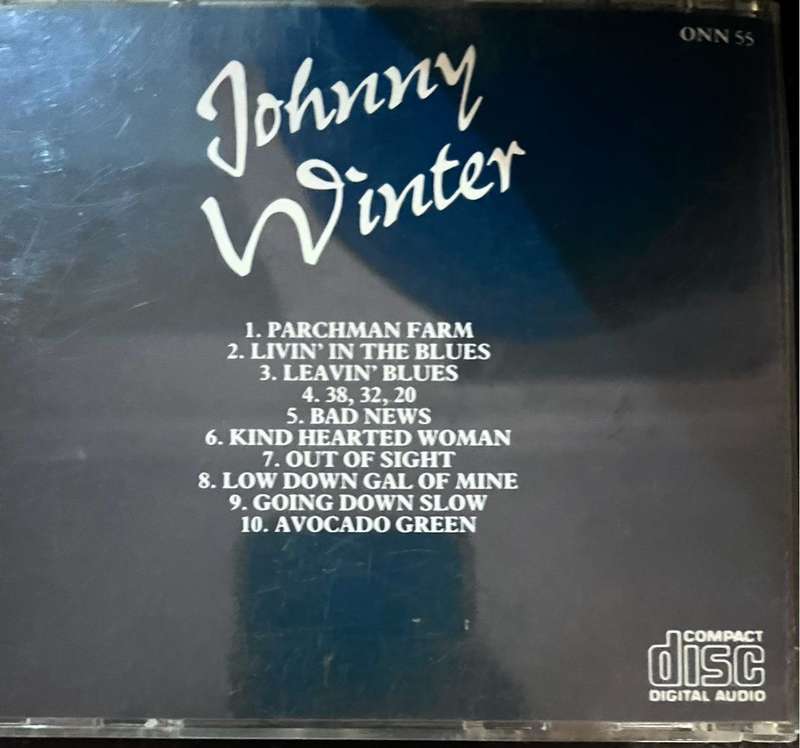 ONN 55
Johnny
Winter
1. PARCHMAN FARM
2. LIVIN' IN THE BLUES
3. LEAVIN' BLUES
4. 38, 32, 20
5. BAD NEWS
6. KIND HEARTED WOMAN
7. OUT OF SIGHT
8. LOW DOWN GAL OF MINE
9. GOING DOWN SLOW
10. AVOCADO GREEN
COMPACT
disc
DIGITAL AUDIO